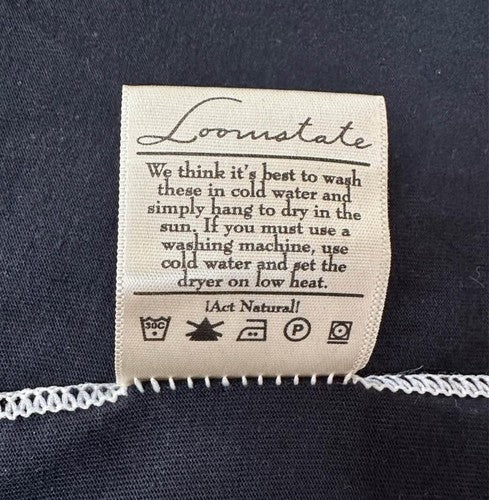 Loomstate
We think it's best to wash
these in cold water and
simply hang to dry in the
sun. If you must use a
washing machine, use
cold water and set the
dryer on low heat.
¡Act Natural!
30C P